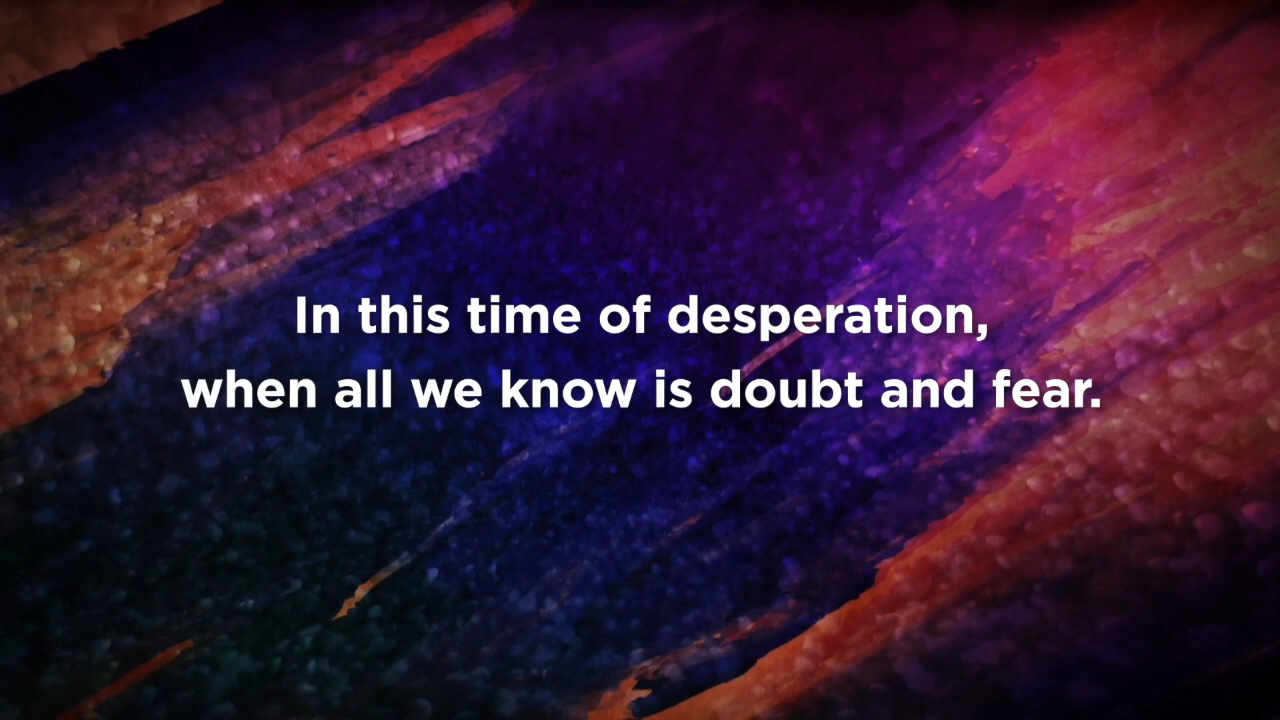 In this time of desperation,
when all we know is doubt and fear.